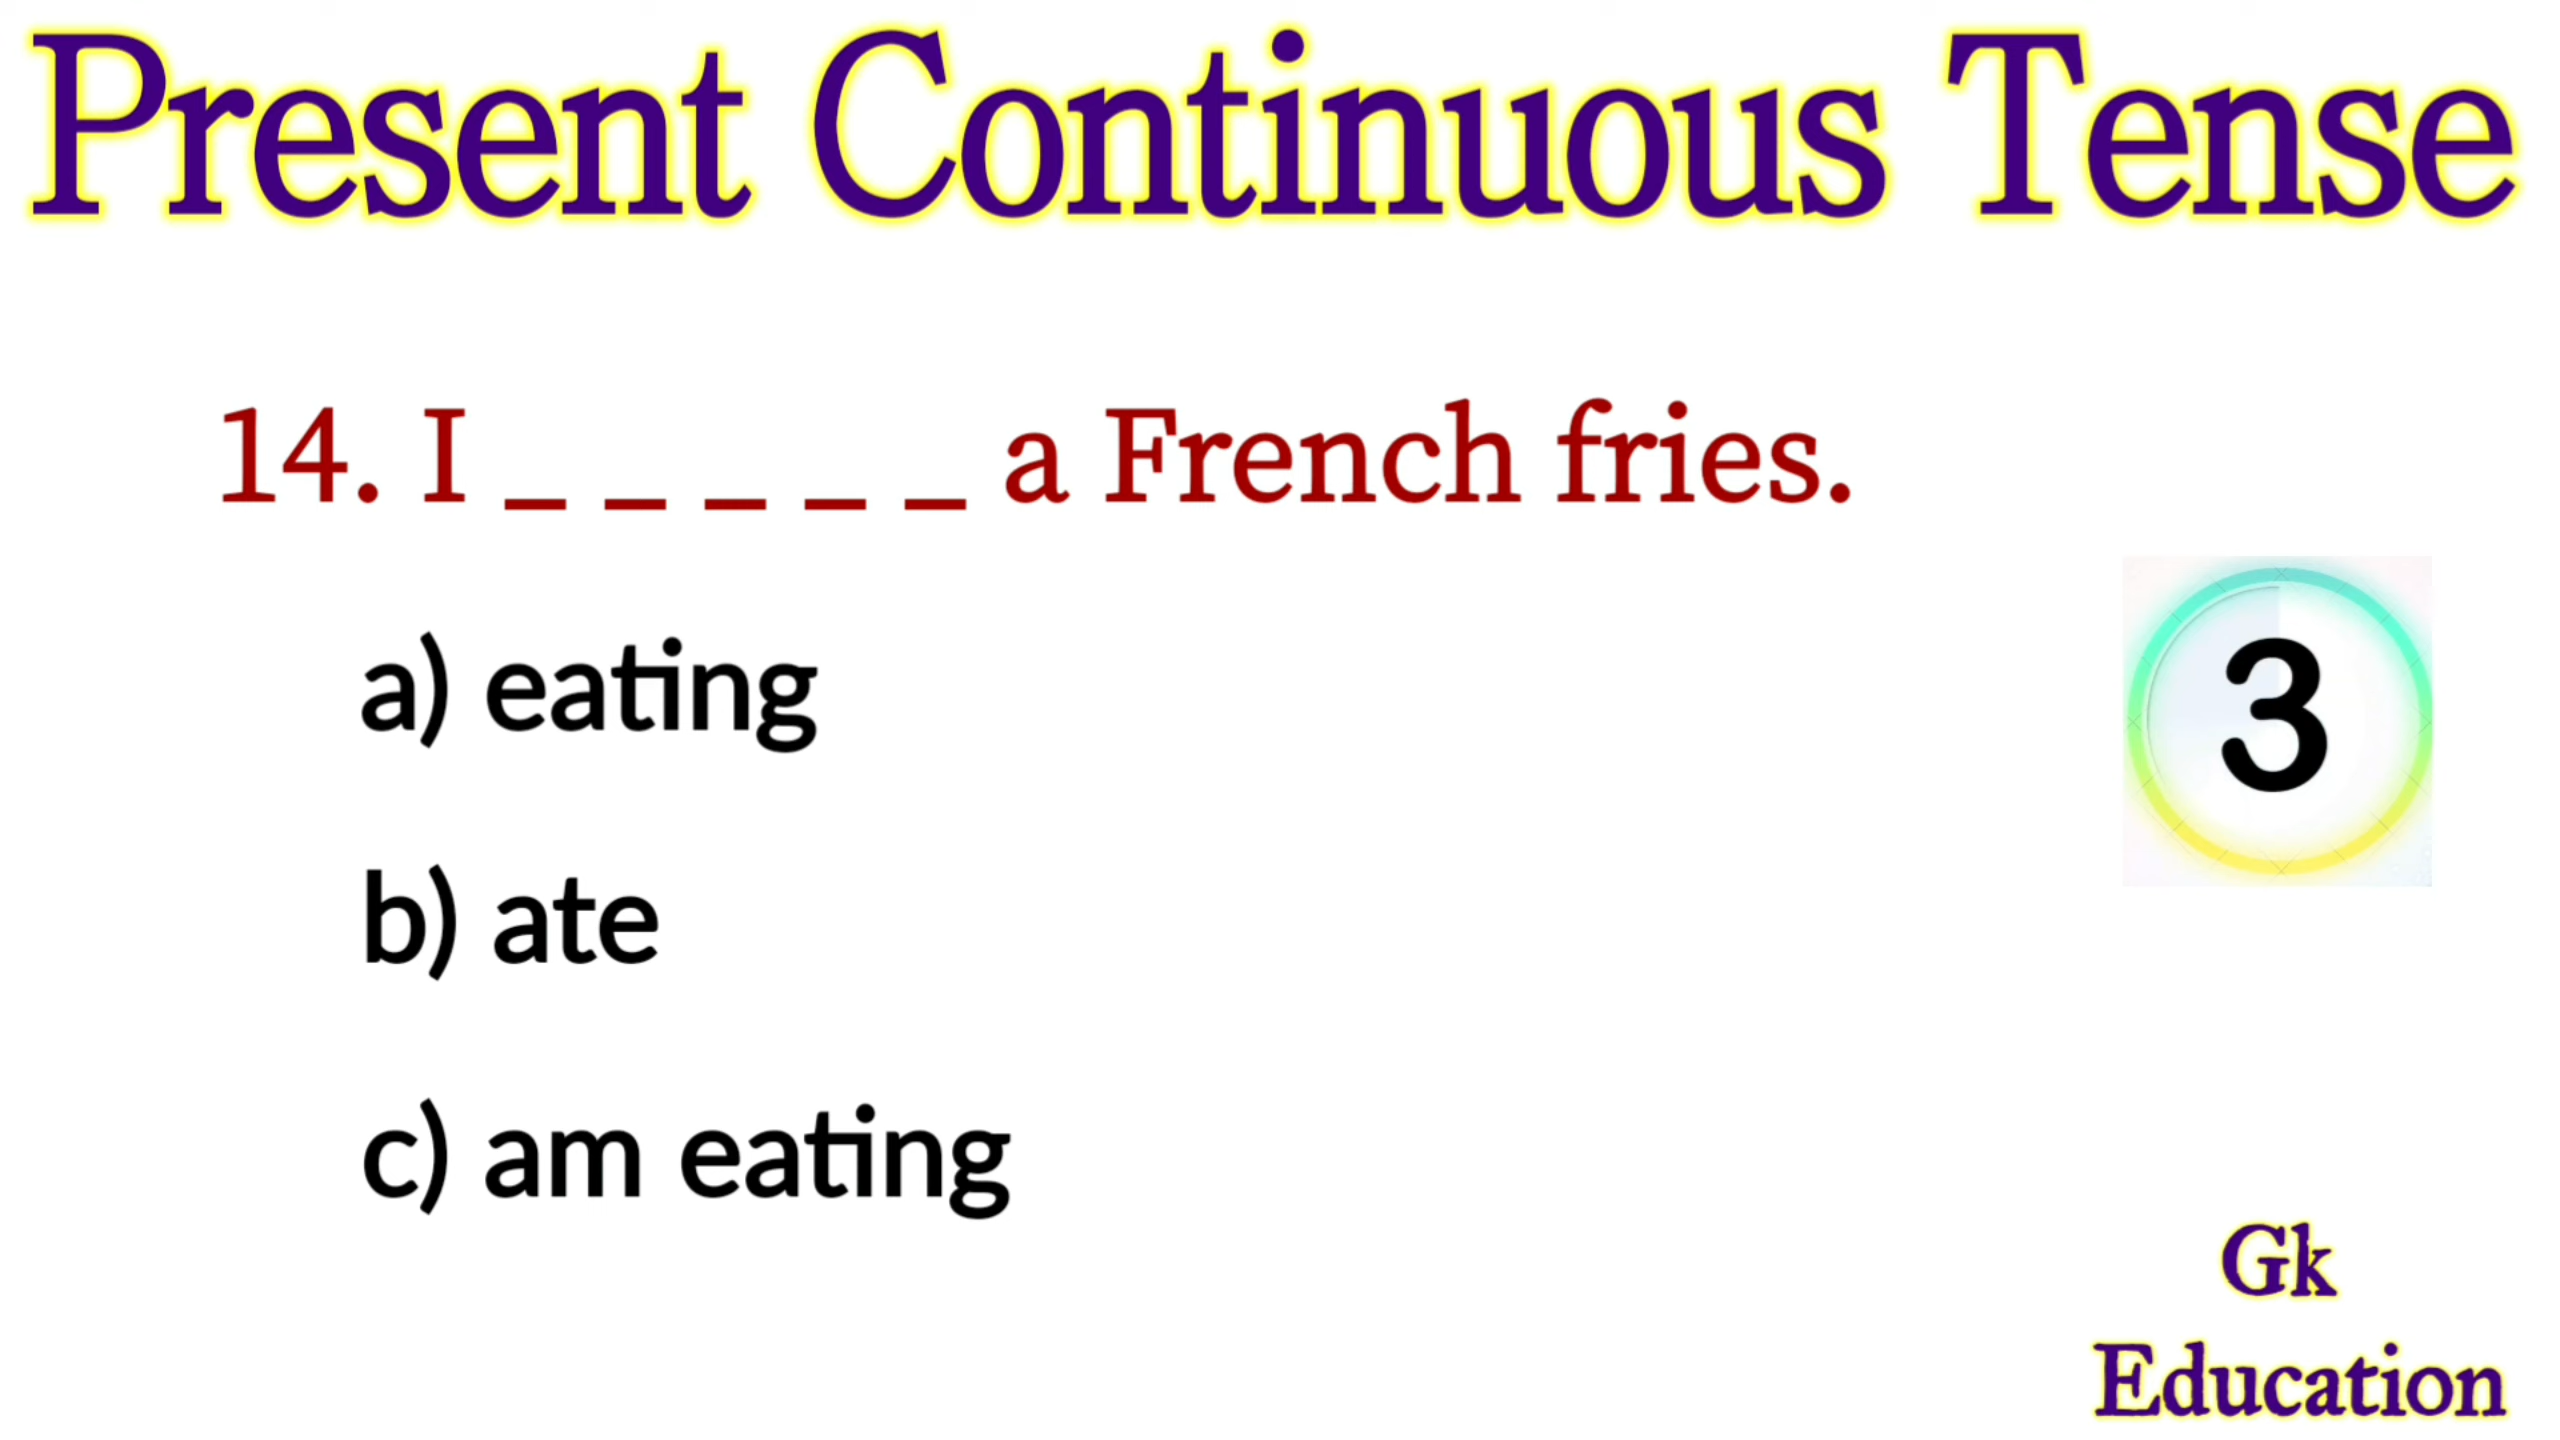 Present Continuous Tense
14. I _ _ _ _ _ a French fries.
a) eating
3
b) ate
c) am eating
Gk
Education